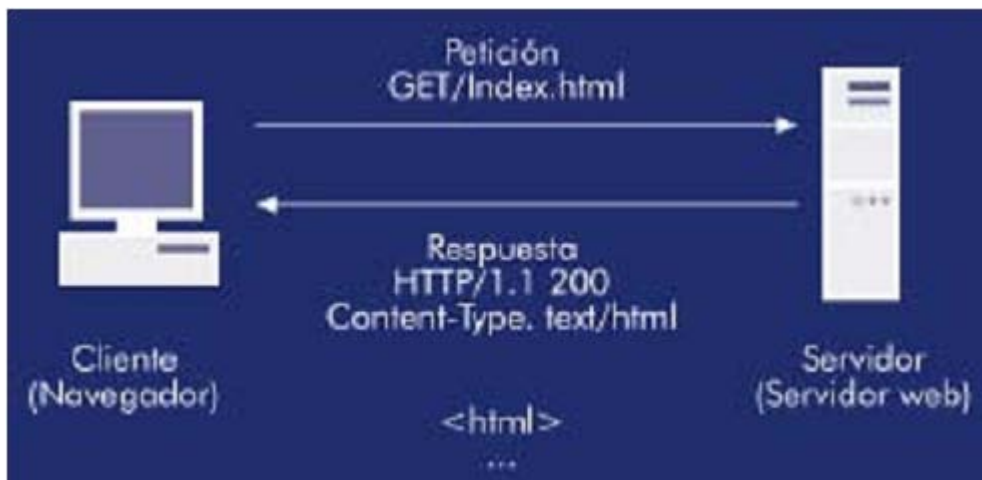 Petición
GET/Index.html
Respuesta
HTTP/1.1 200
Content-Type. text/html
Cliente
(Navegador)
Servidor
(Servidor web)
<html>
...